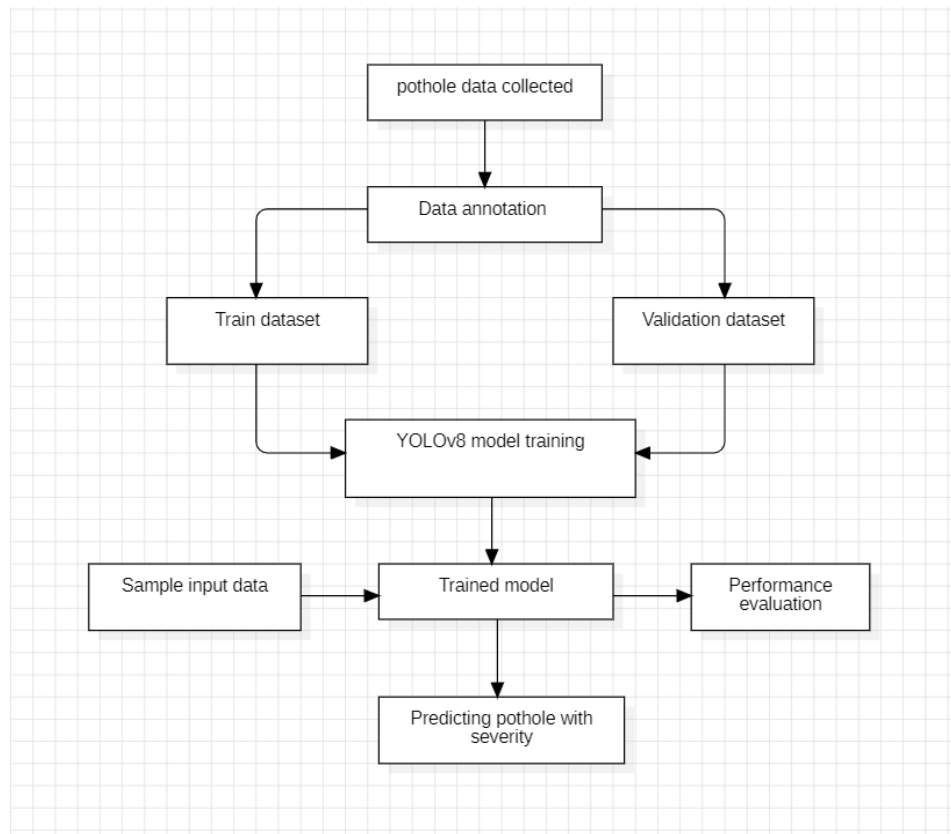 pothole data collected
Data annotation
Train dataset
Validation dataset
YOLOv8 model training
Sample input data
Trained model
Performance
evaluation
Predicting pothole with
severity